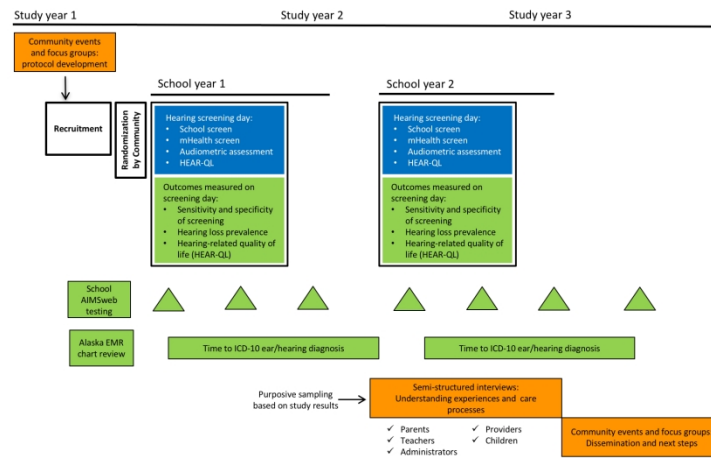 Study year 1
Study year 2
Study year 3
Community events
and focus groups:
protocol development
School year 1
School year 2
Recruitment
Randomization
by Community
Hearing screening day:
• School screen
• mHealth screen
• Audiometric assessment
• HEAR-QL
Outcomes measured on
screening day:
• Sensitivity and specificity
of screening
• Hearing loss prevalence
• Hearing-related quality of
life (HEAR-QL)
Hearing screening day:
• School screen
• mHealth screen
• Audiometric assessment
• HEAR-QL
Outcomes measured on
screening day:
• Sensitivity and specificity
of screening
• Hearing loss prevalence
• Hearing-related quality of
life (HEAR-QL)
School
AIMSweb
testing
Alaska EMR
chart review
Time to ICD-10 ear/hearing diagnosis
Time to ICD-10 ear/hearing diagnosis
Purposive sampling
based on study results
Semi-structured interviews:
Understanding experiences and care
processes
✓ Parents
✓ Teachers
✓ Administrators
✓ Providers
✓ Children
Community events and focus groups:
Dissemination and next steps